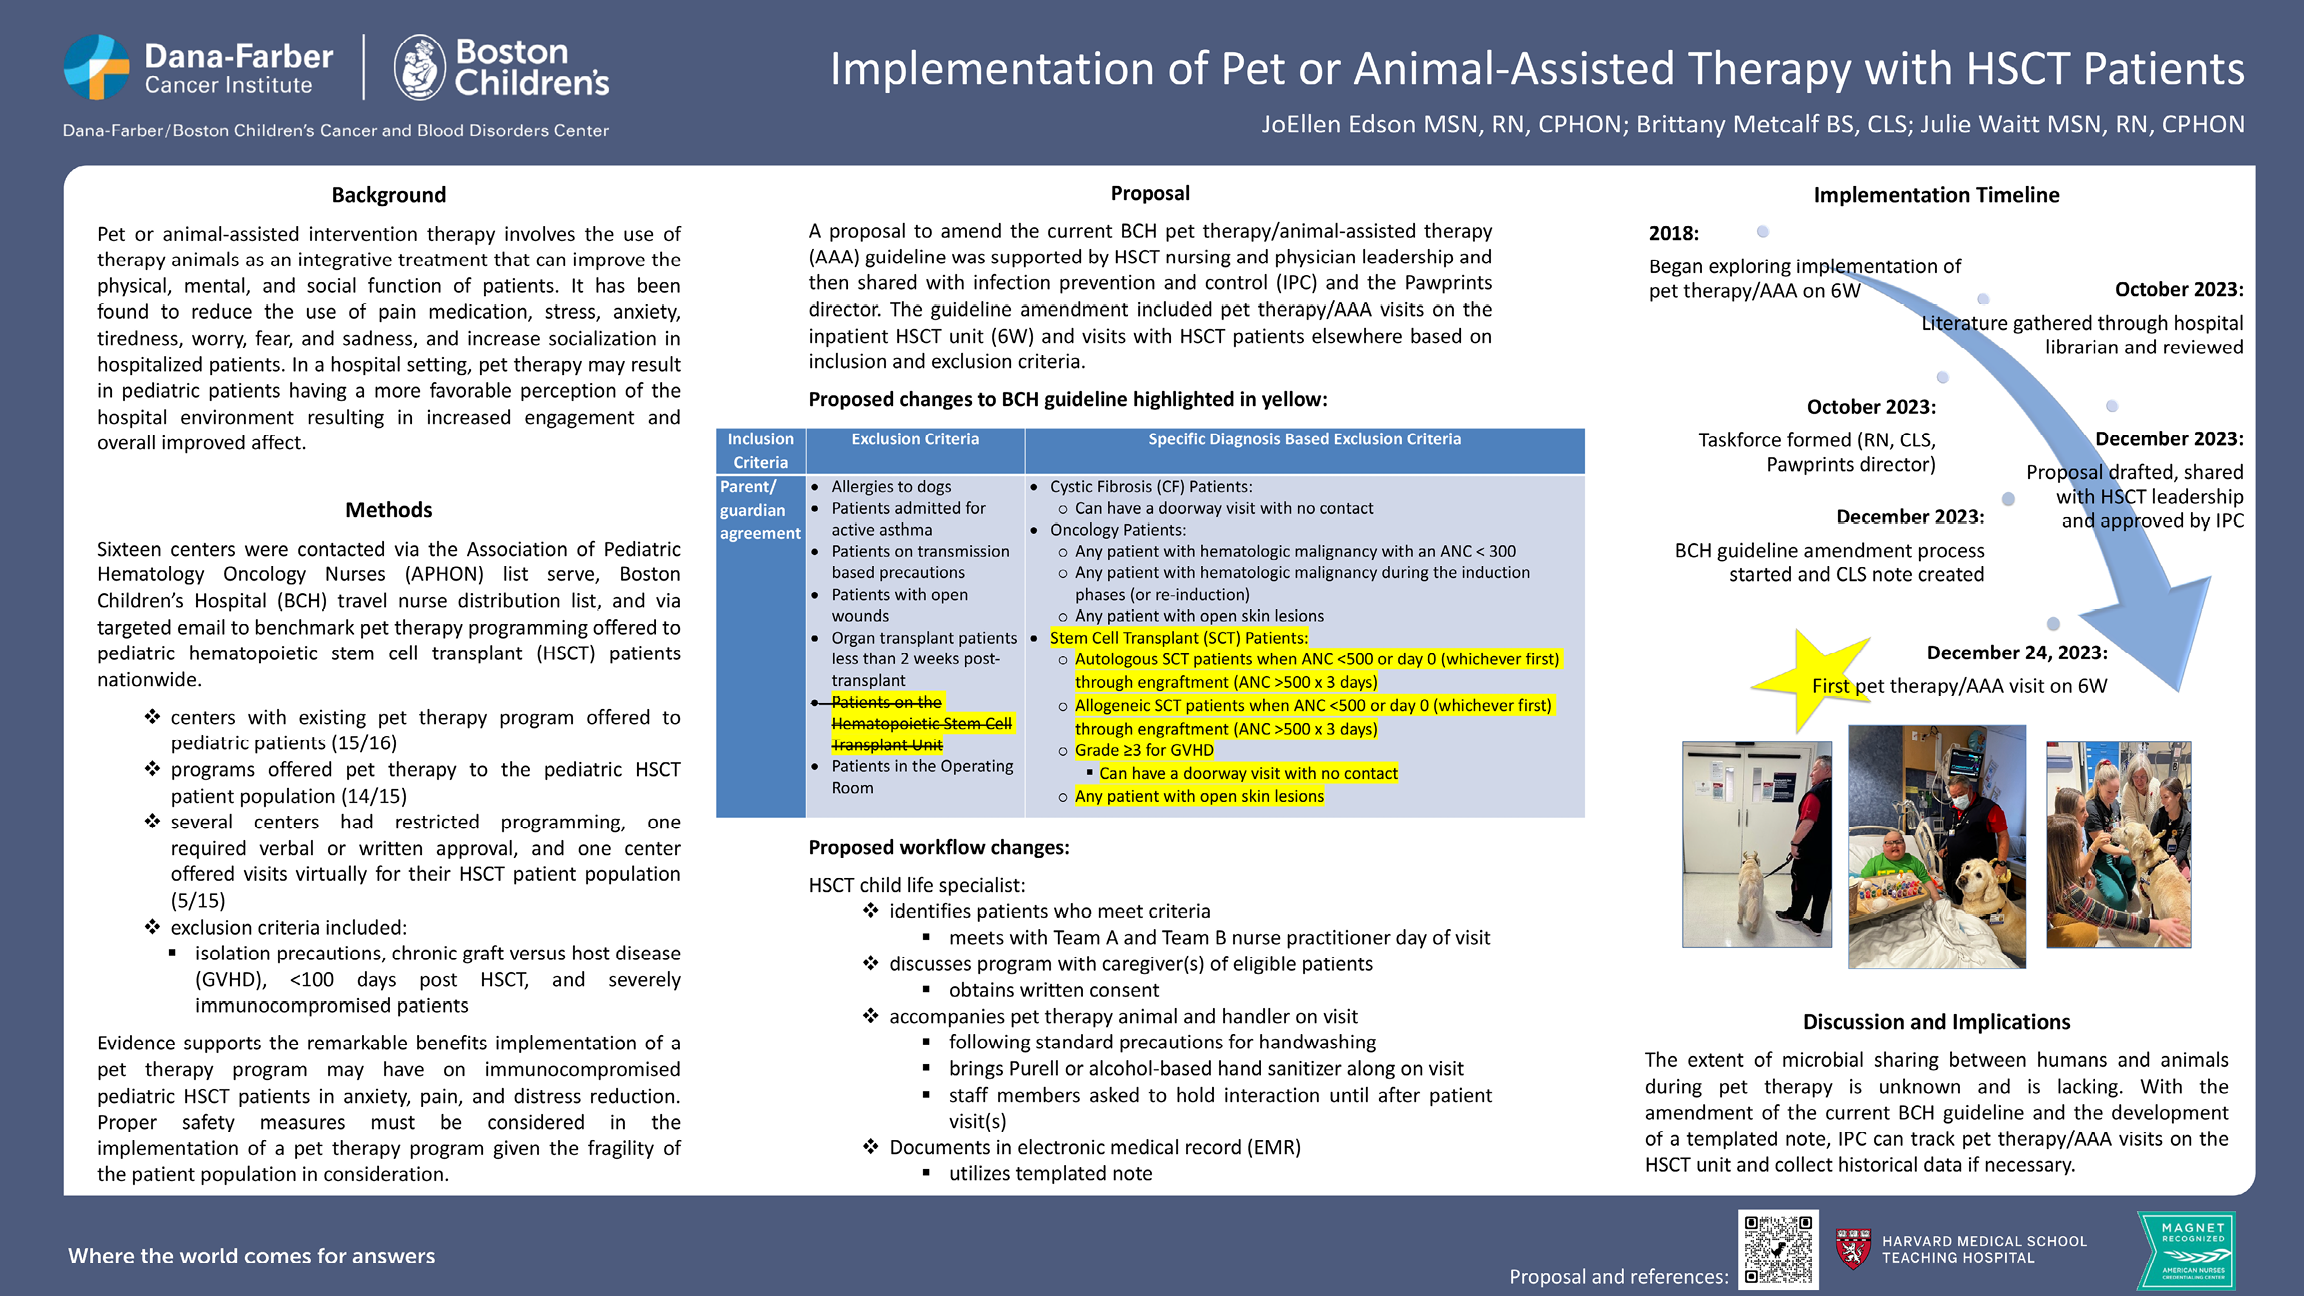 Dana-Farber
Cancer Institute
Boston
Children's
Dana-Farber/Boston Children's Cancer and Blood Disorders Center
Implementation of Pet or Animal-Assisted Therapy with HSCT Patients
JoEllen Edson MSN, RN, CPHON; Brittany Metcalf BS, CLS; Julie Waitt MSN, RN, CPHON
Background
Pet or animal-assisted intervention therapy involves the use of
therapy animals as an integrative treatment that can improve the
physical, mental, and social function of patients. It has been
found to reduce the use of pain medication, stress, anxiety,
tiredness, worry, fear, and sadness, and increase socialization in
hospitalized patients. In a hospital setting, pet therapy may result
in pediatric patients having a more favorable perception of the
hospital environment resulting in increased engagement and
overall improved affect.
Methods
Sixteen centers were contacted via the Association of Pediatric
Hematology Oncology Nurses (APHON) list serve, Boston
Children's Hospital (BCH) travel nurse distribution list, and via
targeted email to benchmark pet therapy programming offered to
pediatric hematopoietic stem cell transplant (HSCT) patients
nationwide.
❖ centers with existing pet therapy program offered to
pediatric patients (15/16)
❖ programs offered pet therapy to the pediatric HSCT
patient population (14/15)
❖ several centers had restricted programming, one
required verbal or written approval, and one center
offered visits virtually for their HSCT patient population
(5/15)
❖ exclusion criteria included:
▪ isolation precautions, chronic graft versus host disease
(GVHD), <100 days post HSCT, and severely
immunocompromised patients
Evidence supports the remarkable benefits implementation of a
pet therapy program may have on immunocompromised
pediatric HSCT patients in anxiety, pain, and distress reduction.
Proper safety measures must be considered in the
implementation of a pet therapy program given the fragility of
the patient population in consideration.
Proposal
A proposal to amend the current BCH pet therapy/animal-assisted therapy
(AAA) guideline was supported by HSCT nursing and physician leadership and
then shared with infection prevention and control (IPC) and the Pawprints
director. The guideline amendment included pet therapy/AAA visits on the
inpatient HSCT unit (6W) and visits with HSCT patients elsewhere based on
inclusion and exclusion criteria.
Proposed changes to BCH guideline highlighted in yellow:
Inclusion
Criteria
Exclusion Criteria
Specific Diagnosis Based Exclusion Criteria
Parent/
guardian
agreement
• Allergies to dogs
• Patients admitted for
active asthma
• Patients on transmission
based precautions
• Patients with open
wounds
• Organ transplant patients
less than 2 weeks post-
transplant
• Patients on the
Hematopoietic Stem Cell
Transplant Unit
• Patients in the Operating
Room
• Cystic Fibrosis (CF) Patients:
o Can have a doorway visit with no contact
• Oncology Patients:
o Any patient with hematologic malignancy with an ANC < 300
o Any patient with hematologic malignancy during the induction
phases (or re-induction)
o Any patient with open skin lesions
• Stem Cell Transplant (SCT) Patients:
o Autologous SCT patients when ANC <500 or day 0 (whichever first)
through engraftment (ANC >500 x 3 days)
o Allogeneic SCT patients when ANC <500 or day 0 (whichever first)
through engraftment (ANC >500 x 3 days)
o Grade ≥3 for GVHD
▪ Can have a doorway visit with no contact
o Any patient with open skin lesions
Proposed workflow changes:
HSCT child life specialist:
❖ identifies patients who meet criteria
▪ meets with Team A and Team B nurse practitioner day of visit
❖ discusses program with caregiver(s) of eligible patients
▪ obtains written consent
❖ accompanies pet therapy animal and handler on visit
▪ following standard precautions for handwashing
▪ brings Purell or alcohol-based hand sanitizer along on visit
▪ staff members asked to hold interaction until after patient
visit(s)
❖ Documents in electronic medical record (EMR)
▪ utilizes templated note
Implementation Timeline
2018:
Began exploring implementation of
pet therapy/AAA on 6W
October 2023:
Literature gathered through hospital
librarian and reviewed
October 2023:
Taskforce formed (RN, CLS,
Pawprints director)
December 2023:
Proposal drafted, shared
with HSCT leadership
and approved by IPC
December 2023:
BCH guideline amendment process
started and CLS note created
December 24, 2023:
First pet therapy/AAA visit on 6W
Discussion and Implications
The extent of microbial sharing between humans and animals
during pet therapy is unknown and is lacking. With the
amendment of the current BCH guideline and the development
of a templated note, IPC can track pet therapy/AAA visits on the
HSCT unit and collect historical data if necessary.
Where the world comes for answers
Proposal and references:
HARVARD MEDICAL SCHOOL
TEACHING HOSPITAL
MAGNET
RECOGNIZED
AMERICAN NURSES
CREDENTIALING CENTER